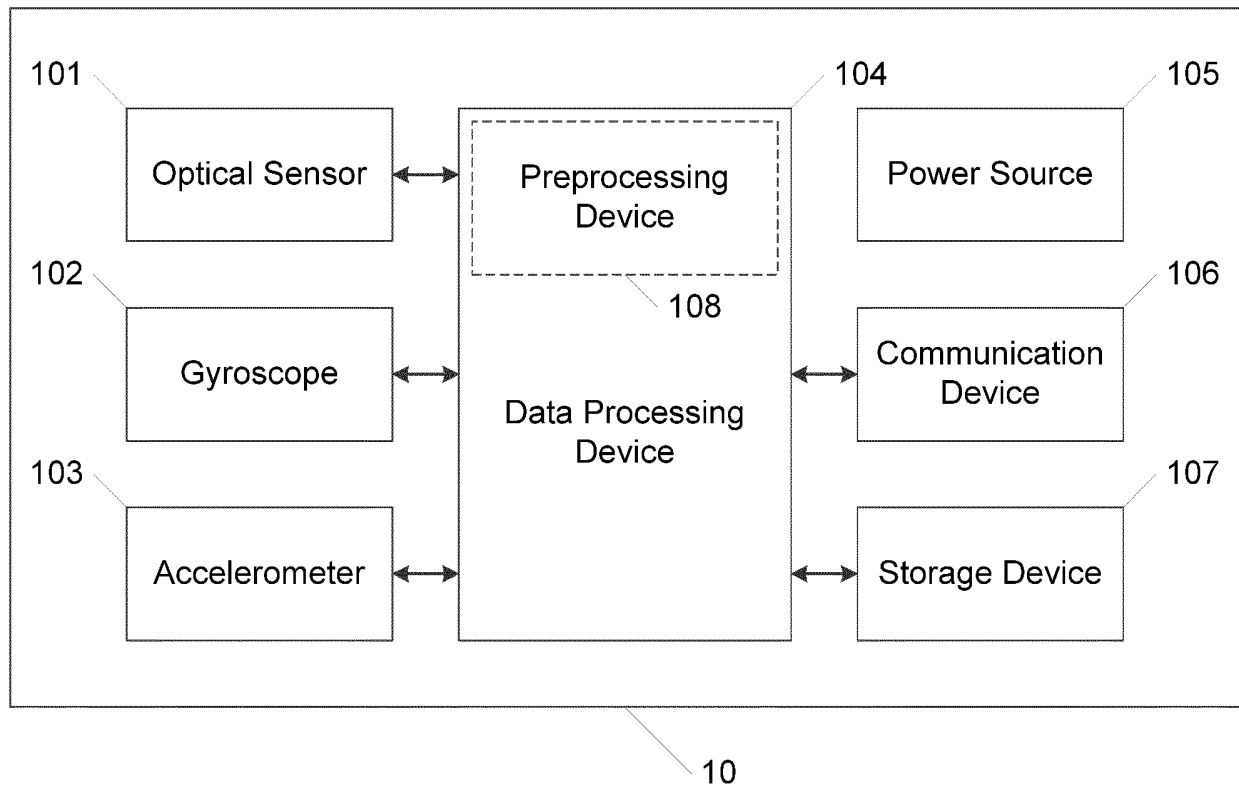 101
104
105
Optical Sensor
Preprocessing
Device
Power Source
102
108
106
Gyroscope
Data Processing
Device
Communication
Device
103
107
Accelerometer
Storage Device
10